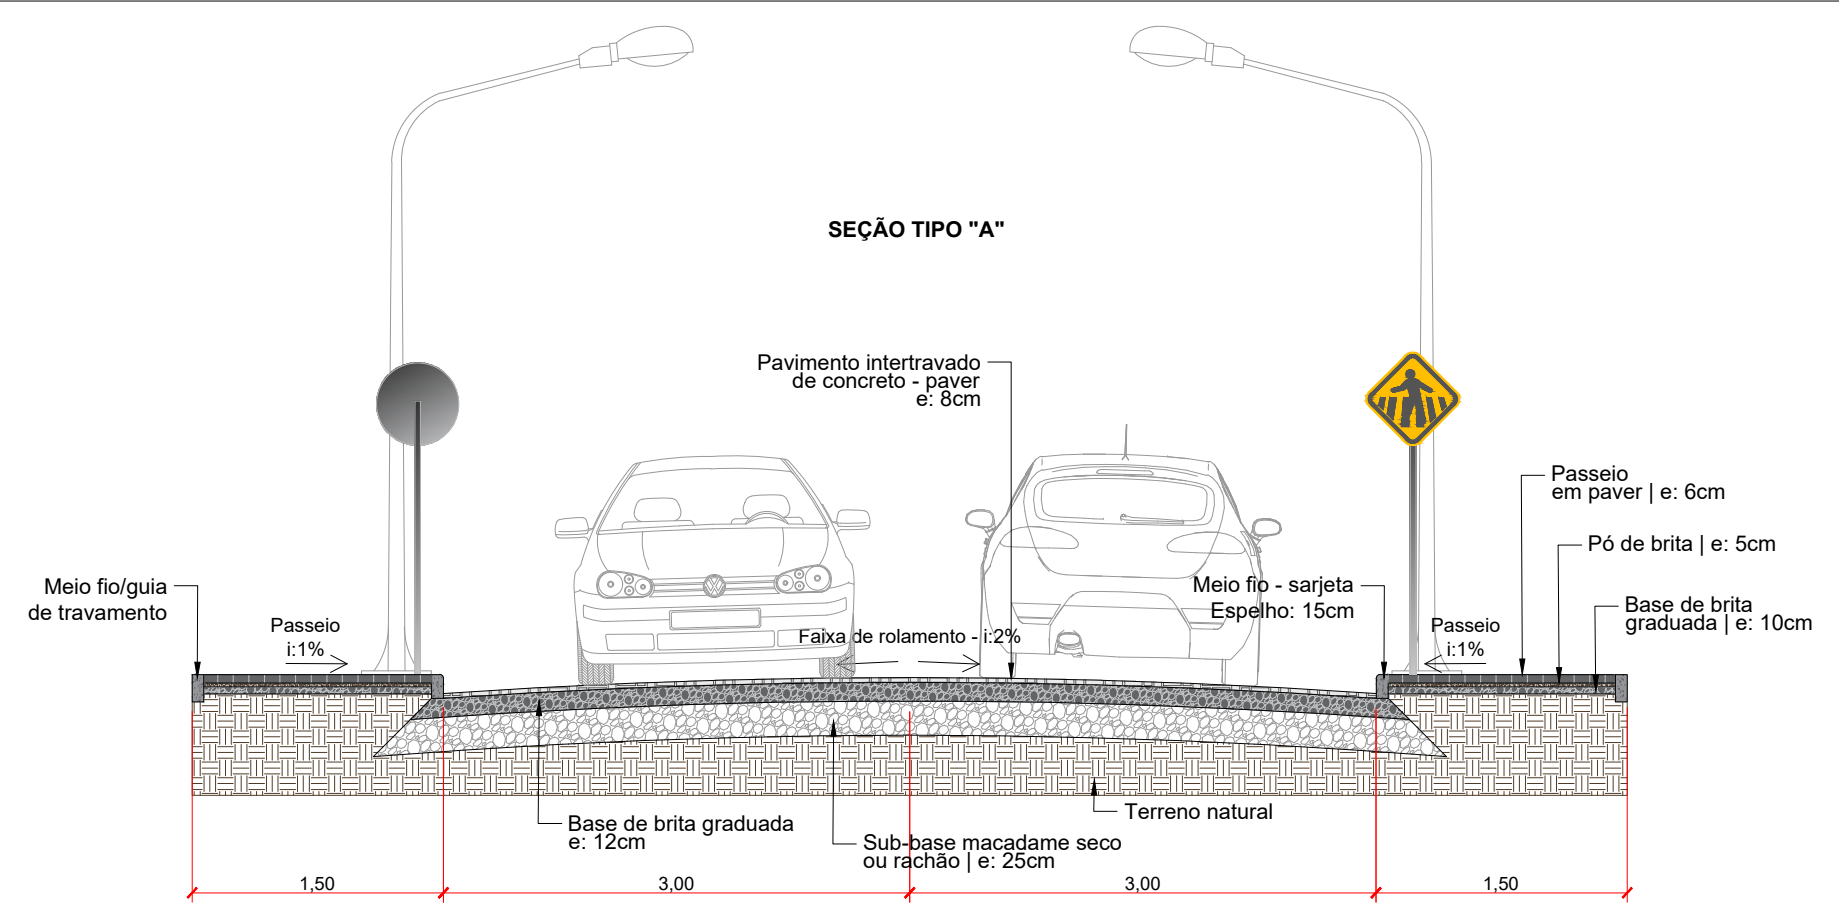 SEÇÃO TIPO "A"
Pavimento intertravado
de concreto - paver
e: 8cm
Passeio
em paver | e: 6cm
Pó de brita | e: 5cm
Meio fio/guia
de travamento
Meio fio - sarjeta
Espelho: 15cm
Base de brita
graduada | e: 10cm
Passeio
i:1%
Faixa de rolamento - i:2%
Passeio
i:1%
Terreno natural
Base de brita graduada
e: 12cm
Sub-base macadame seco
ou rachão | e: 25cm
1,50
3,00
3,00
1,50